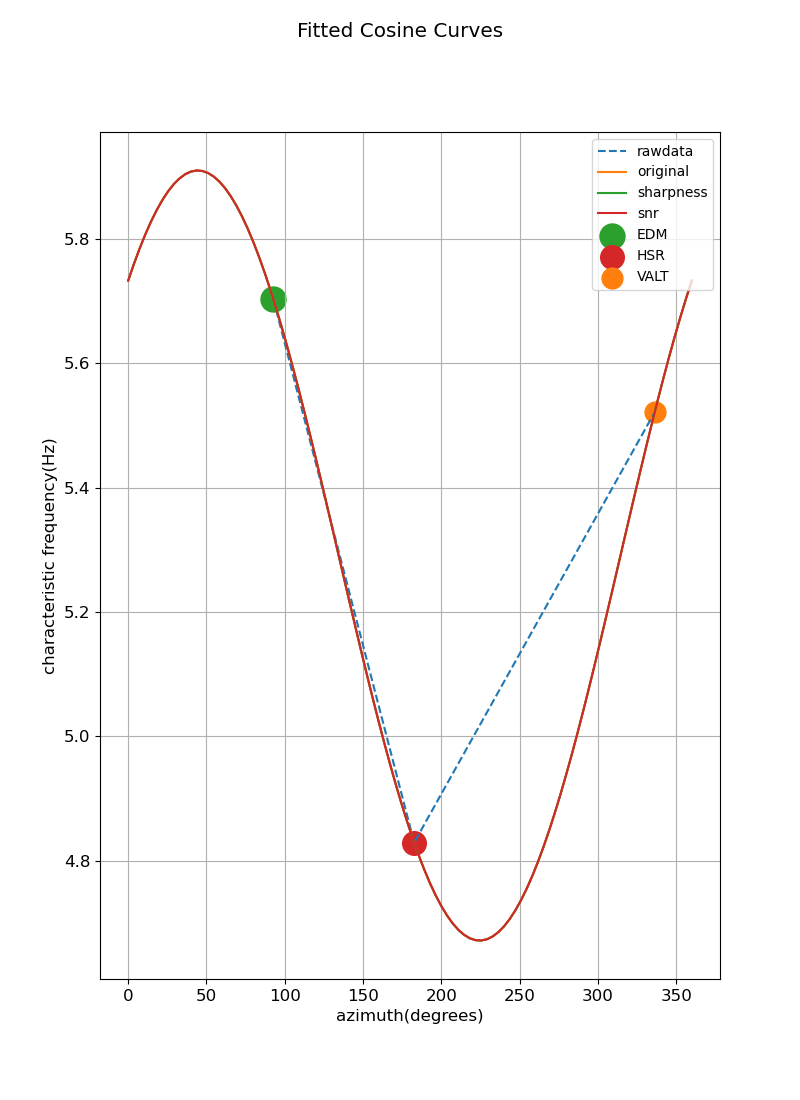 Fitted Cosine Curves
rawdata
original
sharpness
snr
EDM
HSR
VALT
characteristic frequency(Hz)
5.8
5.6
5.4
5.2
5.0
4.8
0 50 100 150 200 250 300 350
azimuth(degrees)